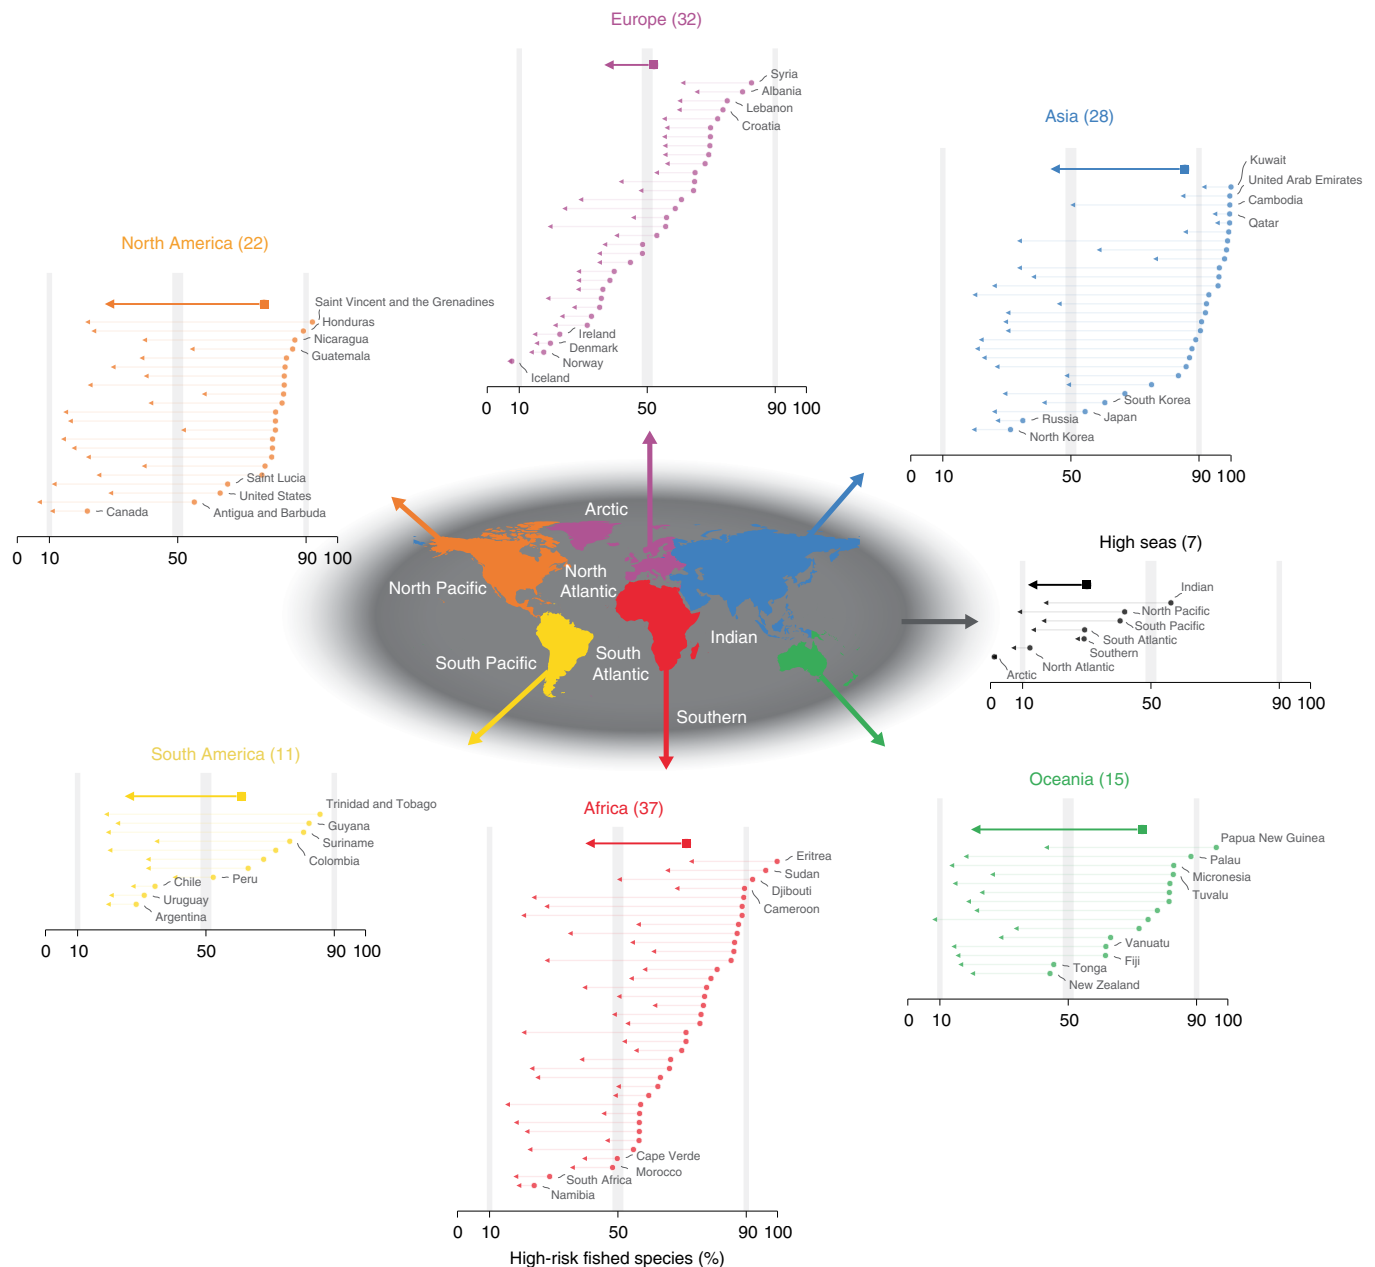 Europe (32)
Syria
Albania
Lebanon
Croatia
Ireland
Denmark
Norway
Iceland
0 10 50 90 100
Asia (28)
Kuwait
United Arab Emirates
Cambodia
Qatar
South Korea
Japan
Russia
North Korea
0 10 50 90 100
North America (22)
Saint Vincent and the Grenadines
Honduras
Nicaragua
Guatemala
Saint Lucia
United States
Antigua and Barbuda
Canada
0 10 50 90 100
Arctic
North Pacific
North
Atlantic
Indian
South Pacific
South
Atlantic
Southern
High seas (7)
Indian
North Pacific
South Pacific
South Atlantic
Southern
North Atlantic
Arctic
0 10 50 90 100
South America (11)
Trinidad and Tobago
Guyana
Suriname
Colombia
Peru
Chile
Uruguay
Argentina
0 10 50 90 100
Africa (37)
Eritrea
Sudan
Djibouti
Cameroon
Cape Verde
Morocco
South Africa
Namibia
0 10 50 90 100
High-risk fished species (%)
Oceania (15)
Papua New Guinea
Palau
Micronesia
Tuvalu
Vanuatu
Fiji
Tonga
New Zealand
0 10 50 90 100